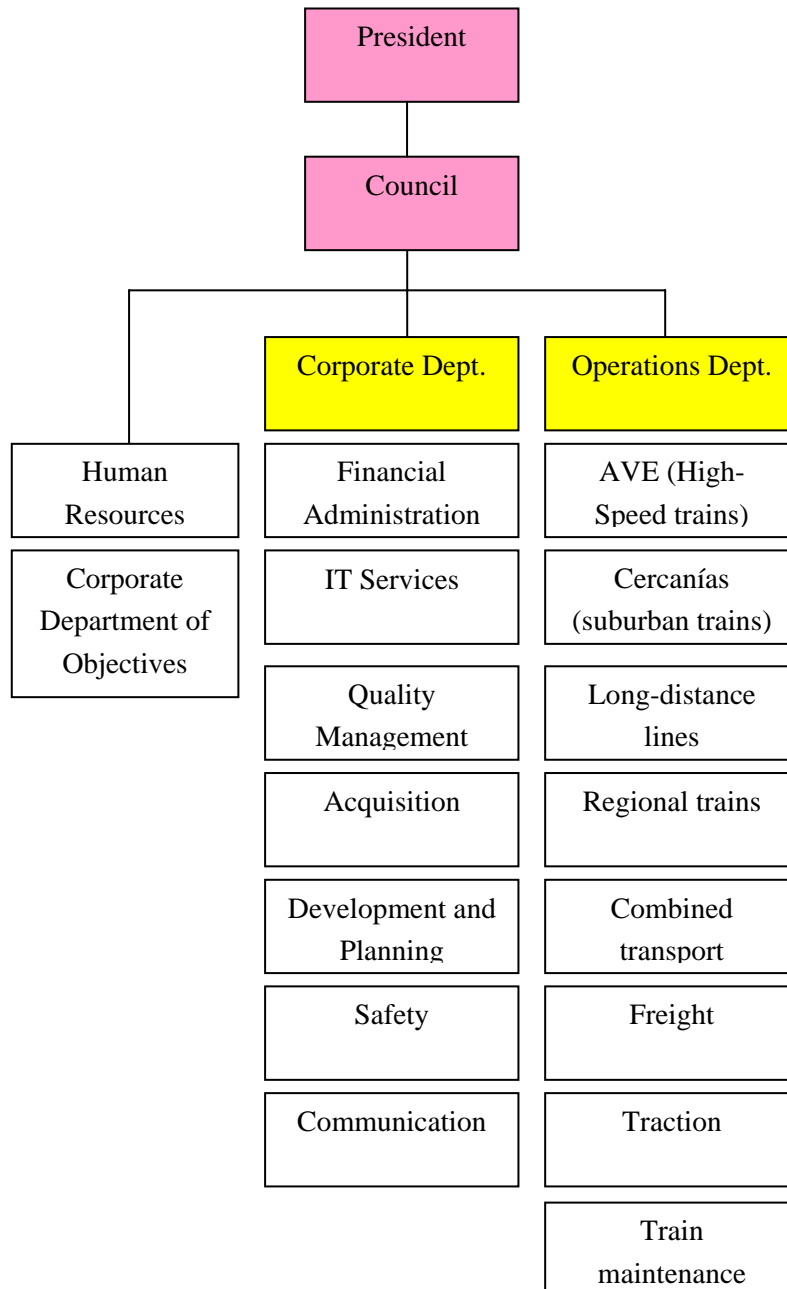 President
Council
Corporate Dept.
Operations Dept.
Human
Resources
Financial
Administration
AVE (High-
Speed trains)
Corporate
Department of
Objectives
IT Services
Cercanías
(suburban trains)
Quality
Management
Long-distance
lines
Acquisition
Regional trains
Development and
Planning
Combined
transport
Safety
Freight
Communication
Traction
Train
maintenance